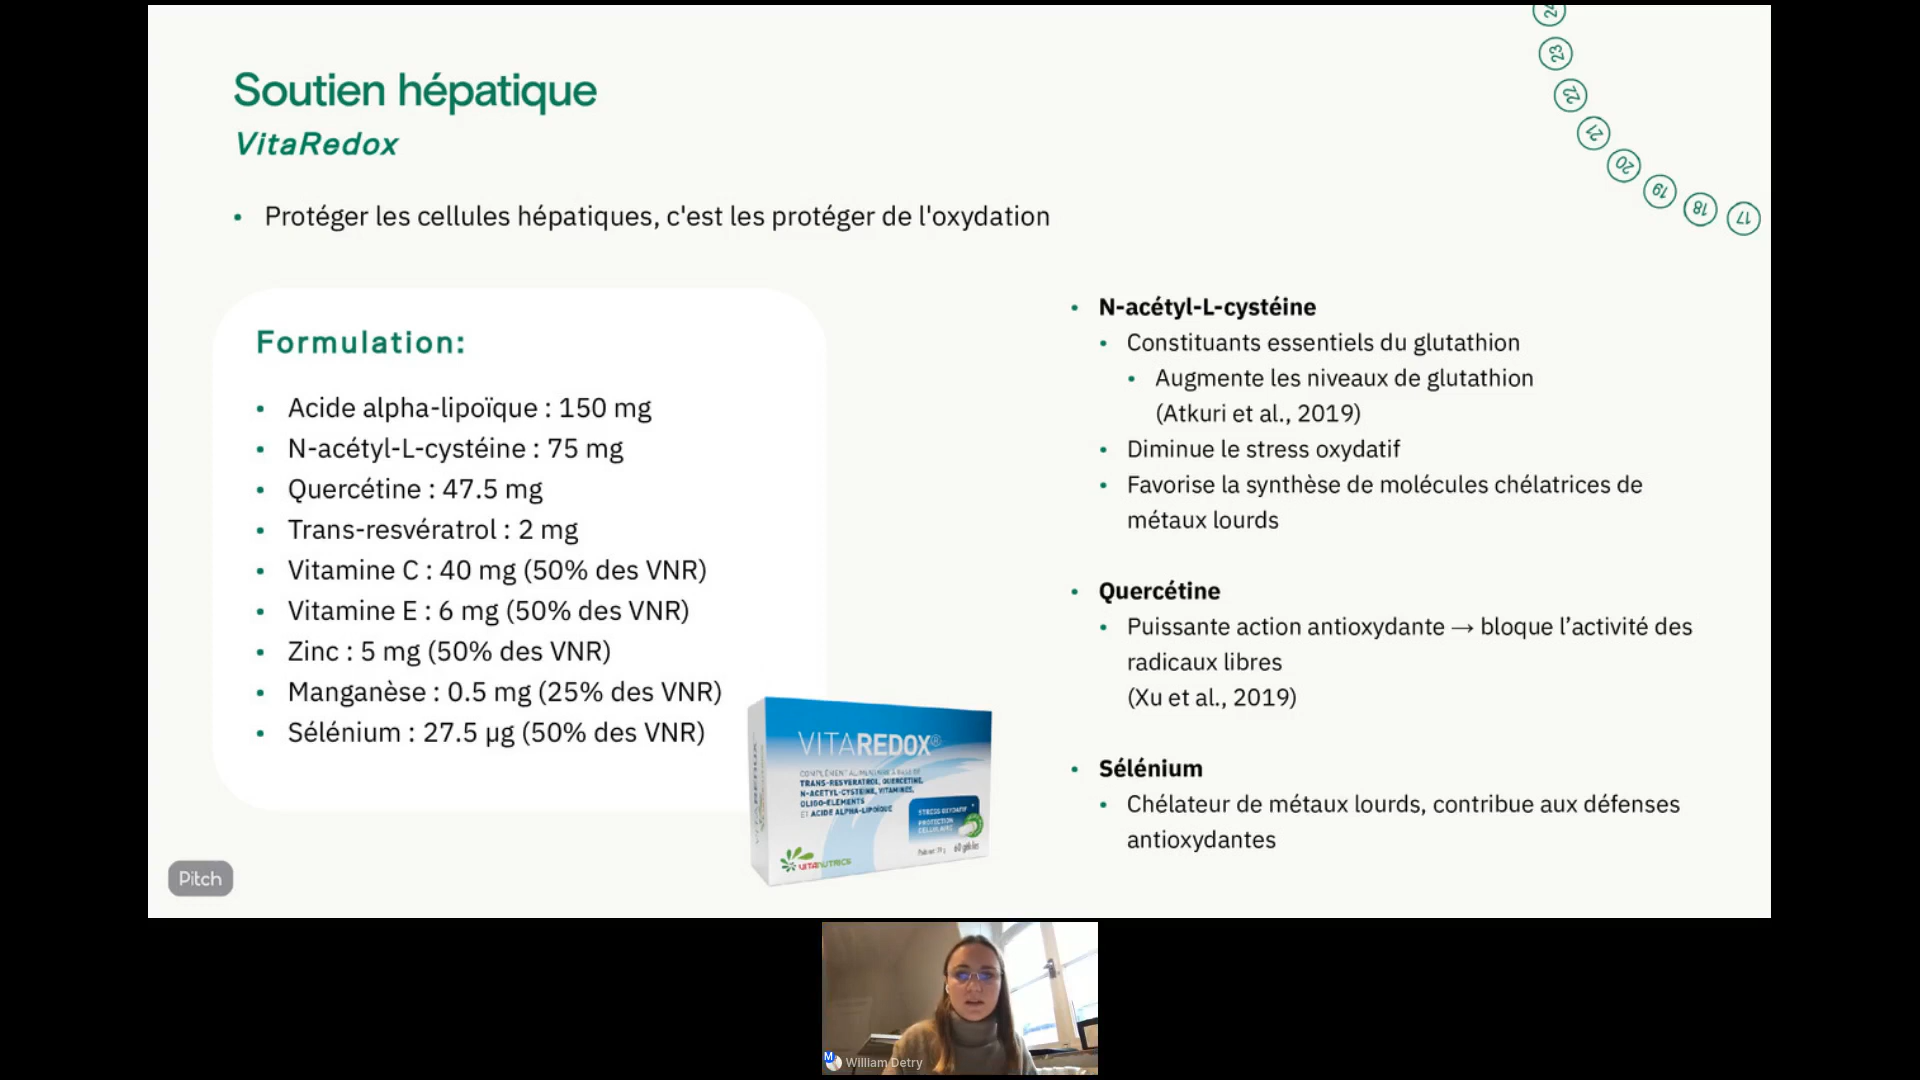 Soutien hépatique
VitaRedox
• Protéger les cellules hépatiques, c'est les protéger de l'oxydation
24
23
22
21
20
19
18
17
Formulation:
• Acide alpha-lipoïque : 150 mg
• N-acétyl-L-cystéine : 75 mg
• Quercétine : 47.5 mg
• Trans-resvératrol : 2 mg
• Vitamine C : 40 mg (50% des VNR)
• Vitamine E : 6 mg (50% des VNR)
• Zinc : 5 mg (50% des VNR)
• Manganèse : 0.5 mg (25% des VNR)
• Sélénium : 27.5 µg (50% des VNR)
VITAREDOX®
COMPLÉMENT ALIMENTAIRE À BASE DE
TRANS-RESVERATROL, QUERCETINE,
N-ACETYL-CYSTEINE, VITAMINES,
OLIGO-ELEMENTS
ET ACIDE ALPHA-LIPOÏQUE
STRESS OXYDATIF
PROTECTION
CELLULAIRE
60 gélules
VITANUTRICS
• N-acétyl-L-cystéine
• Constituants essentiels du glutathion
• Augmente les niveaux de glutathion
(Atkuri et al., 2019)
• Diminue le stress oxydatif
• Favorise la synthèse de molécules chélatrices de
métaux lourds
• Quercétine
• Puissante action antioxydante → bloque l’activité des
radicaux libres
(Xu et al., 2019)
• Sélénium
• Chélateur de métaux lourds, contribue aux défenses
antioxydantes
Pitch
M
William Detry